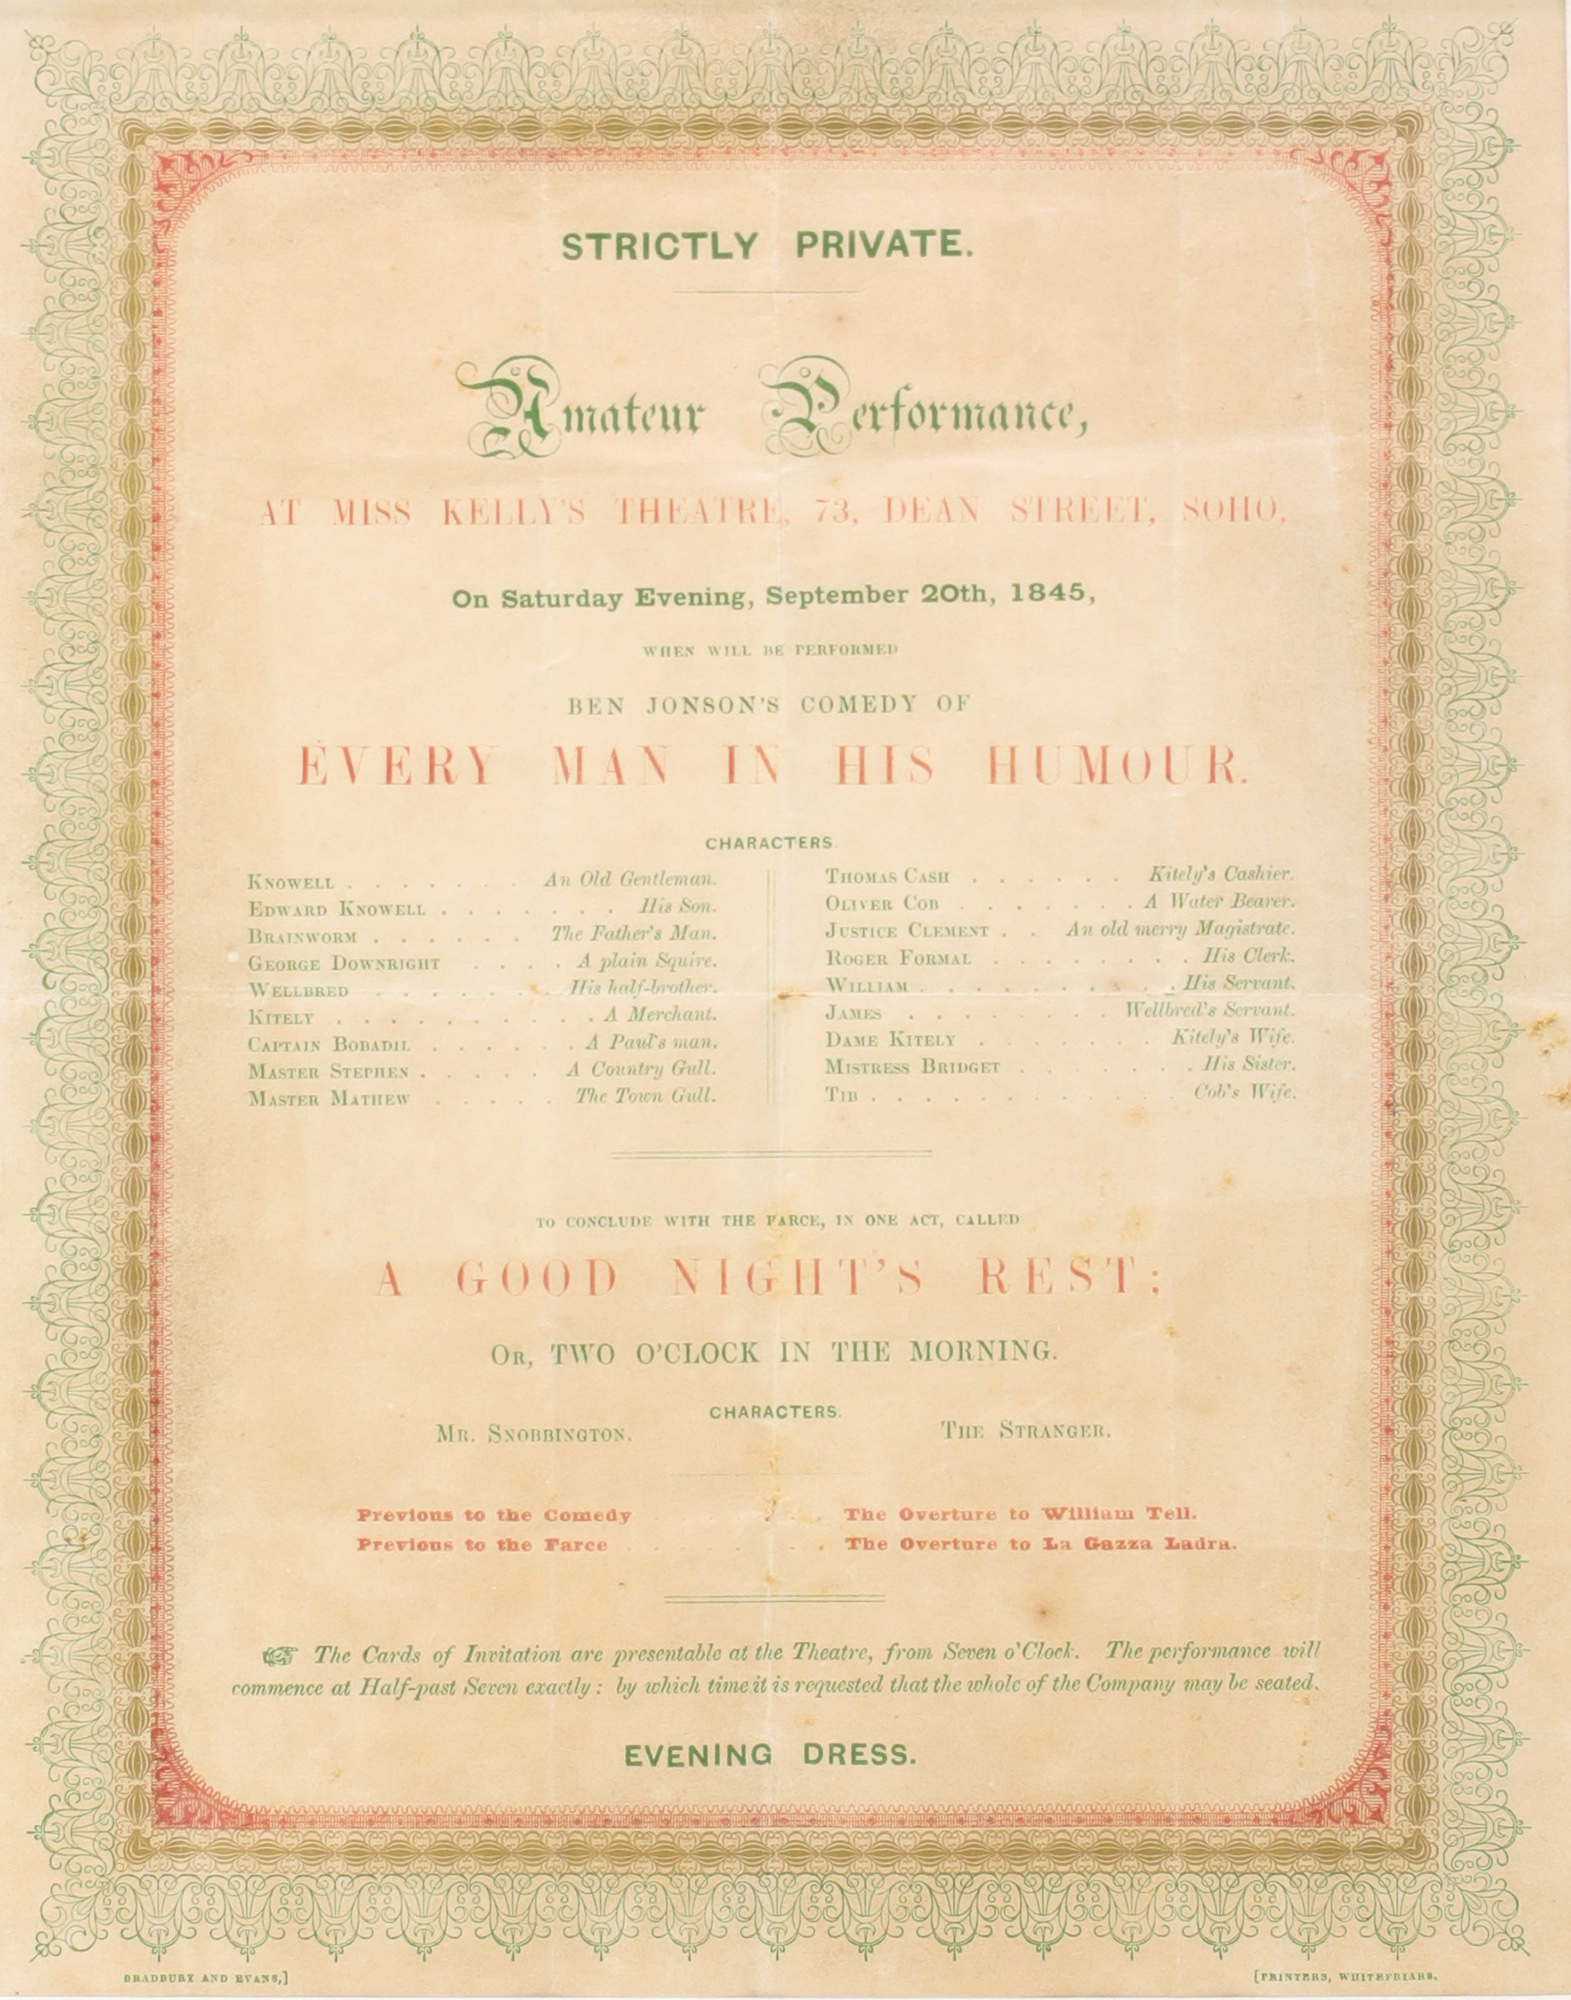 STRICTLY PRIVATE.
Amateur Performance,
AT MISS KELLY'S THEATRE, 73, DEAN STREET, SOHO,
On Saturday Evening, September 20th, 1845,
WHEN WILL BE PERFORMED
BEN JONSON'S COMEDY OF
EVERY MAN IN HIS HUMOUR.
CHARACTERS.
KNOWELL . . . . . . . An Old Gentleman.
EDWARD KNOWELL . . . . . . . His Son.
BRAINWORM . . . . . . The Father's Man.
GEORGE DOWNRIGHT . . . . A plain Squire.
WELLBRED . . . . . . His half-brother.
KITELY . . . . . . . . . . A Merchant.
CAPTAIN BOBADIL . . . . . . A Paul's man.
MASTER STEPHEN . . . . . A Country Gull.
MASTER MATHEW . . . . . The Town Gull.
THOMAS CASH . . . . . . Kitely's Cashier.
OLIVER COB . . . . . . . A Water Bearer.
JUSTICE CLEMENT . . An old merry Magistrate.
ROGER FORMAL . . . . . . . . His Clerk.
WILLIAM . . . . . . . . . . His Servant.
JAMES . . . . . . . . Wellbred's Servant.
DAME KITELY . . . . . . . Kitely's Wife.
MISTRESS BRIDGET . . . . . . . His Sister.
TIB . . . . . . . . . . . . Cob's Wife.
TO CONCLUDE WITH THE FARCE, IN ONE ACT, CALLED
A GOOD NIGHT'S REST;
OR, TWO O'CLOCK IN THE MORNING.
CHARACTERS.
MR. SNOBBINGTON. THE STRANGER.
Previous to the Comedy . . . . The Overture to William Tell.
Previous to the Farce . . . . . . . The Overture to La Gazza Ladra.
☞ The Cards of Invitation are presentable at the Theatre, from Seven o'Clock. The performance will
commence at Half-past Seven exactly: by which time it is requested that the whole of the Company may be seated.
EVENING DRESS.
BRADBURY AND EVANS,] [PRINTERS, WHITEFRIARS.